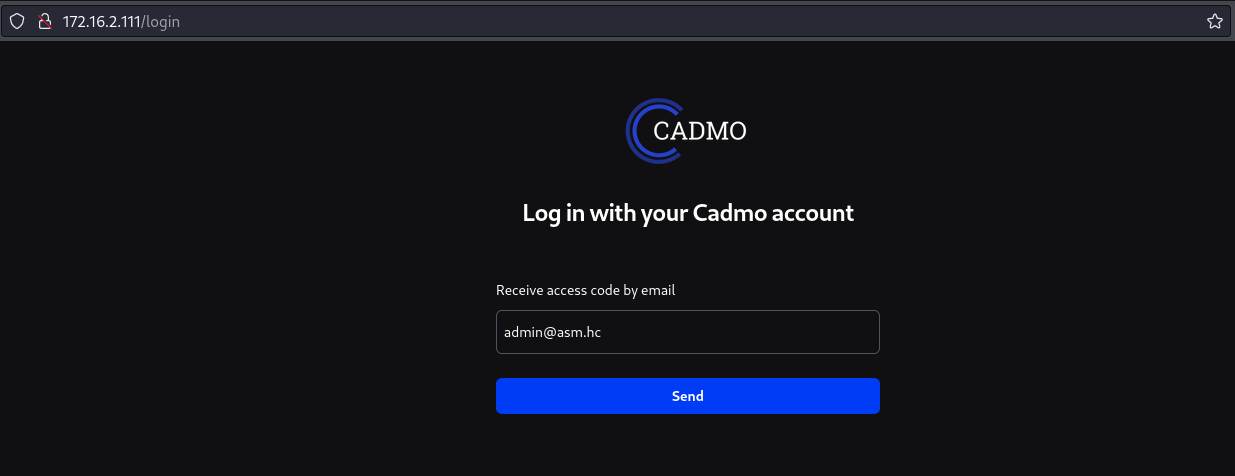 172.16.2.111/login
CADMO
Log in with your Cadmo account
Receive access code by email
admin@asm.hc
Send